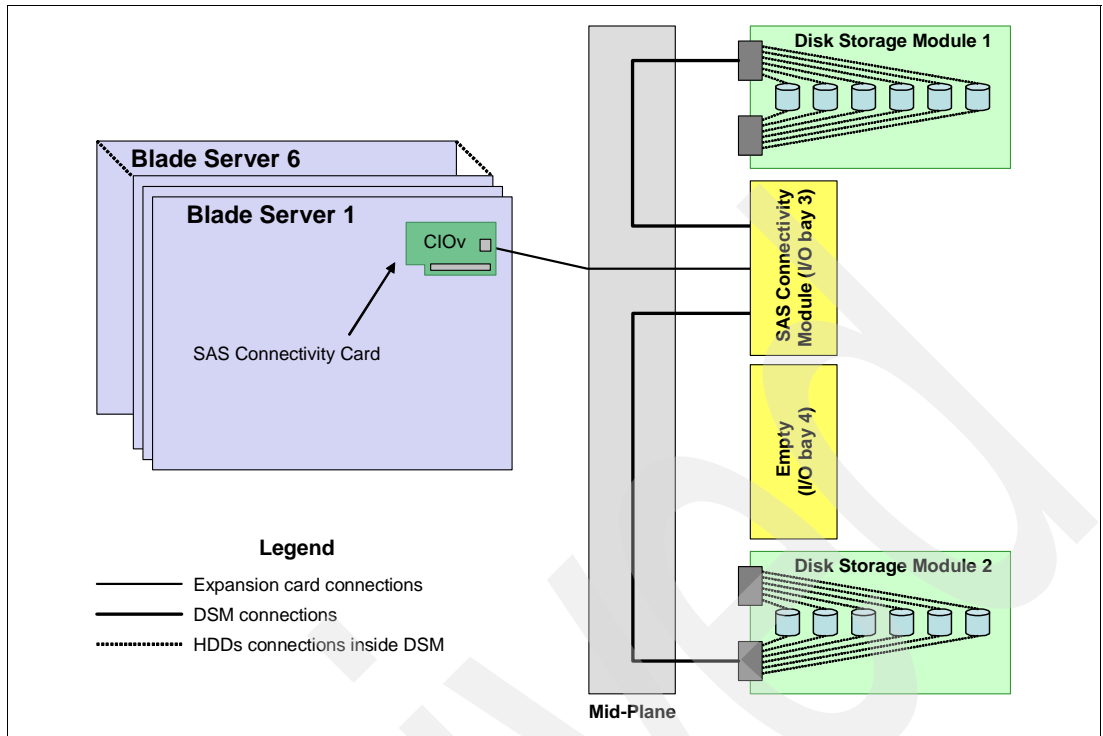 Disk Storage Module 1
Blade Server 6
Blade Server 1
CIOv
SAS Connectivity Card
SAS Connectivity
Module (I/O bay 3)
Empty
(I/O bay 4)
Disk Storage Module 2
Legend
Expansion card connections
DSM connections
HDDs connections inside DSM
Mid-Plane